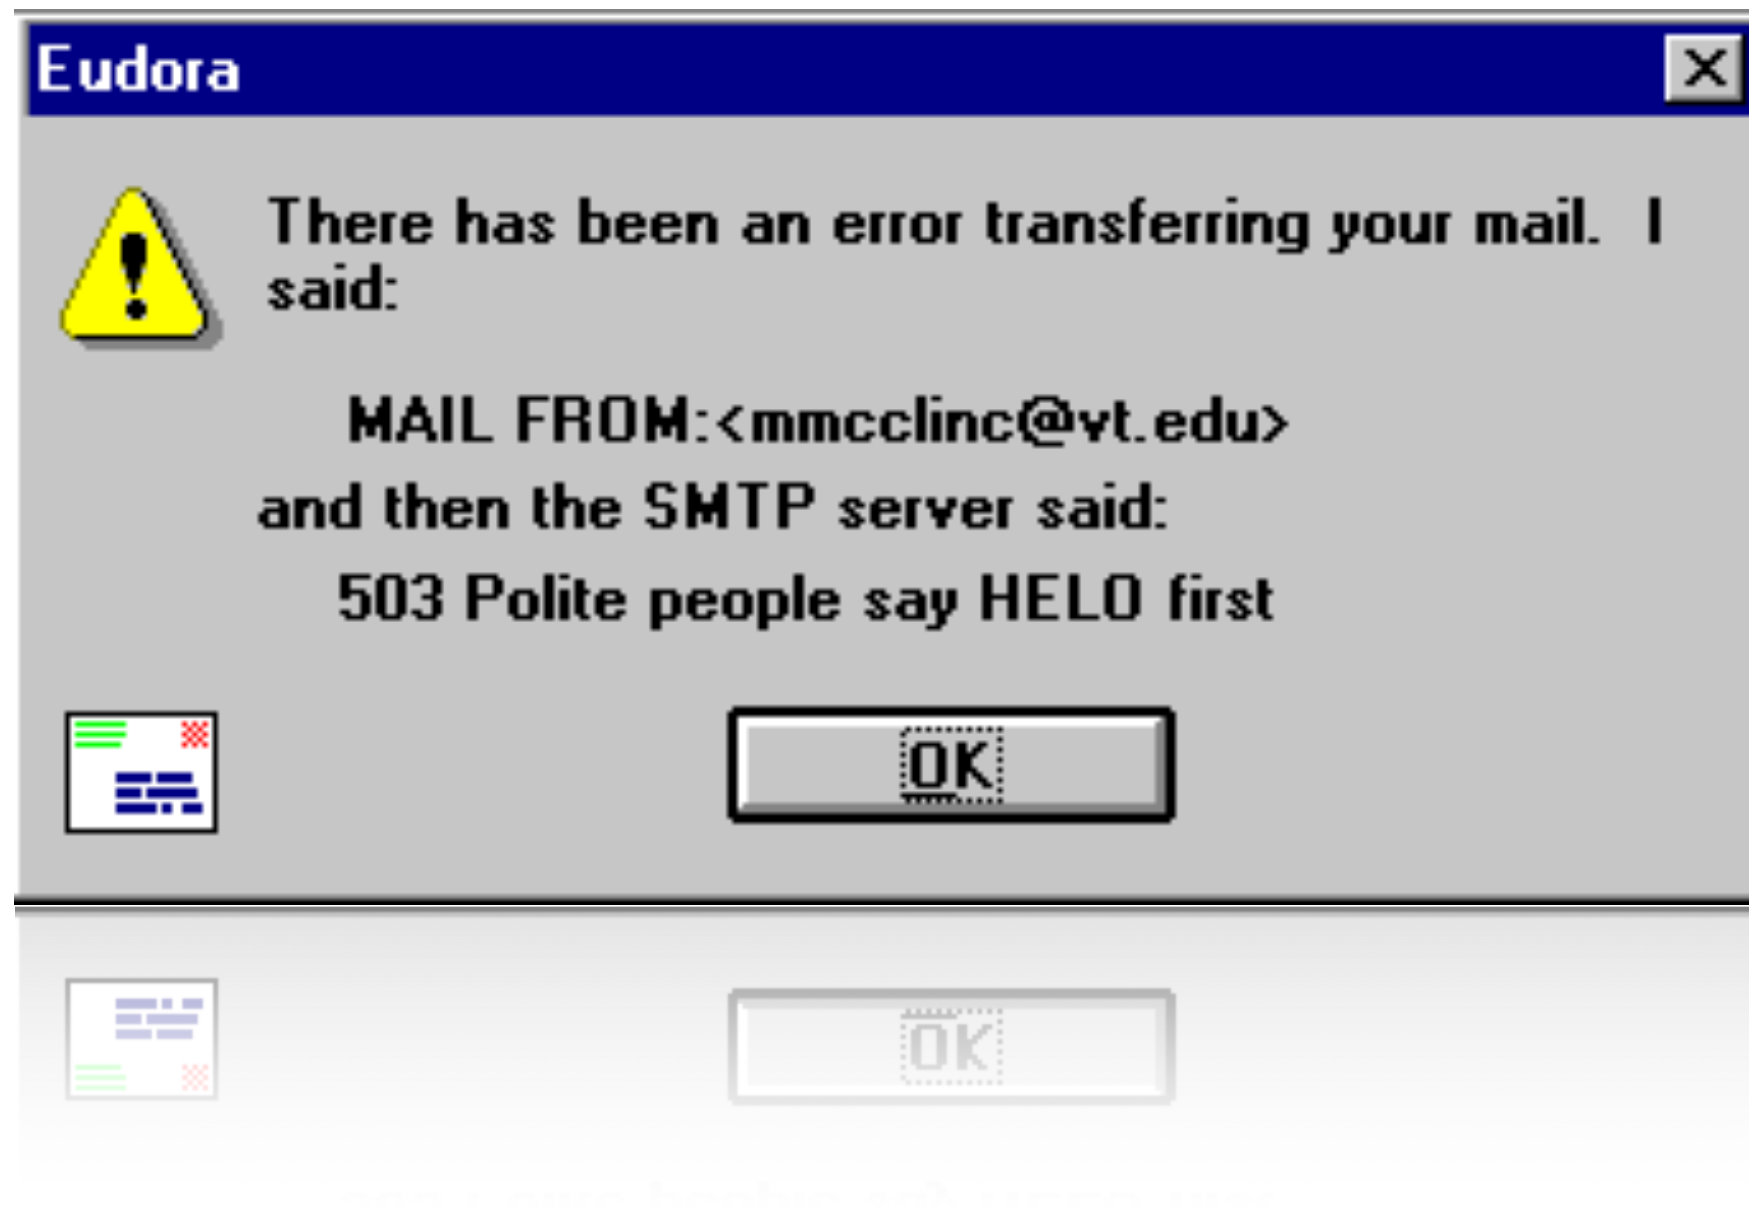 Eudora
There has been an error transferring your mail. I
said:
MAIL FROM:<mmcclinc@vt.edu>
and then the SMTP server said:
503 Polite people say HELO first
OK
OK